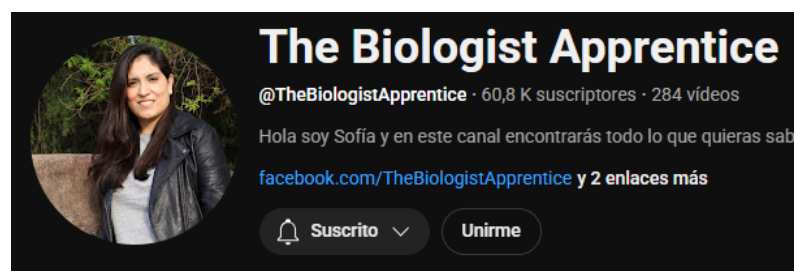 The Biologist Apprentice
@TheBiologistApprentice · 60,8 K suscriptores · 284 vídeos
Hola soy Sofía y en este canal encontrarás todo lo que quieras sab
facebook.com/TheBiologistApprentice y 2 enlaces más
Suscrito Unirme